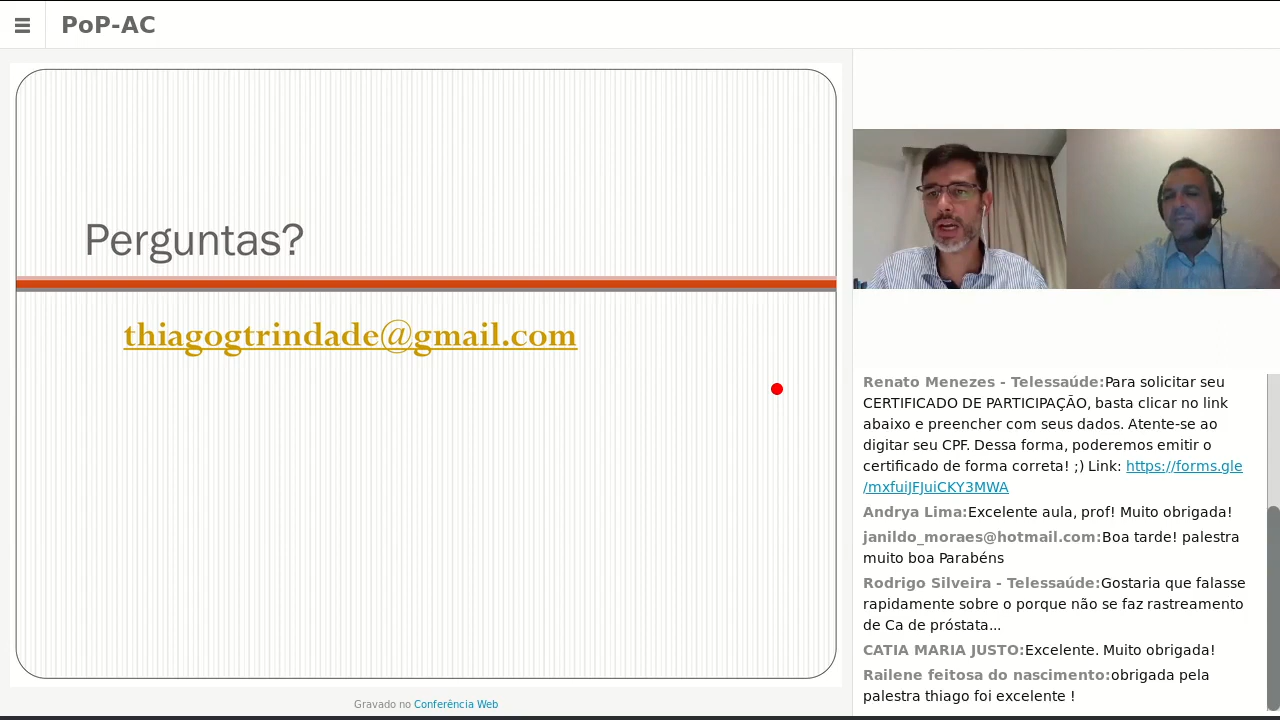 PoP-AC
Perguntas?
thiagogtrindade@gmail.com
Gravado no Conferência Web
Renato Menezes - Telessaúde:Para solicitar seu
CERTIFICADO DE PARTICIPAÇÃO, basta clicar no link
abaixo e preencher com seus dados. Atente-se ao
digitar seu CPF. Dessa forma, poderemos emitir o
certificado de forma correta! ;) Link: https://forms.gle
/mxfuiJFJuiCKY3MWA
Andrya Lima:Excelente aula, prof! Muito obrigada!
janildo_moraes@hotmail.com:Boa tarde! palestra
muito boa Parabéns
Rodrigo Silveira - Telessaúde:Gostaria que falasse
rapidamente sobre o porque não se faz rastreamento
de Ca de próstata...
CATIA MARIA JUSTO:Excelente. Muito obrigada!
Railene feitosa do nascimento:obrigada pela
palestra thiago foi excelente !